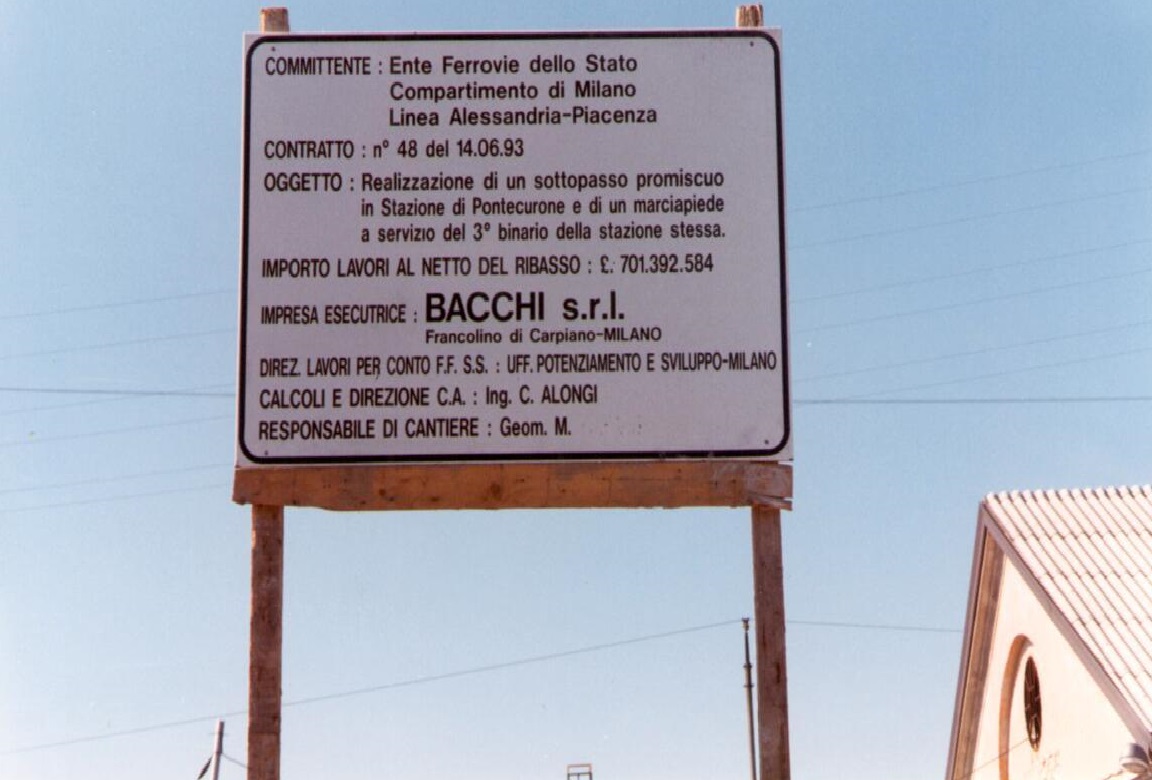 COMMITTENTE : Ente Ferrovie dello Stato
Compartimento di Milano
Linea Alessandria-Piacenza
CONTRATTO : n° 48 del 14.06.93
OGGETTO : Realizzazione di un sottopasso promiscuo
in Stazione di Pontecurone e di un marciapiede
a servizio del 3° binario della stazione stessa.
IMPORTO LAVORI AL NETTO DEL RIBASSO : £. 701.392.584
IMPRESA ESECUTRICE : BACCHI s.r.l.
Francolino di Carpiano-MILANO
DIREZ. LAVORI PER CONTO F.F. S.S. : UFF. POTENZIAMENTO E SVILUPPO-MILANO
CALCOLI E DIREZIONE C.A. : Ing. C. ALONGI
RESPONSABILE DI CANTIERE : Geom. M.